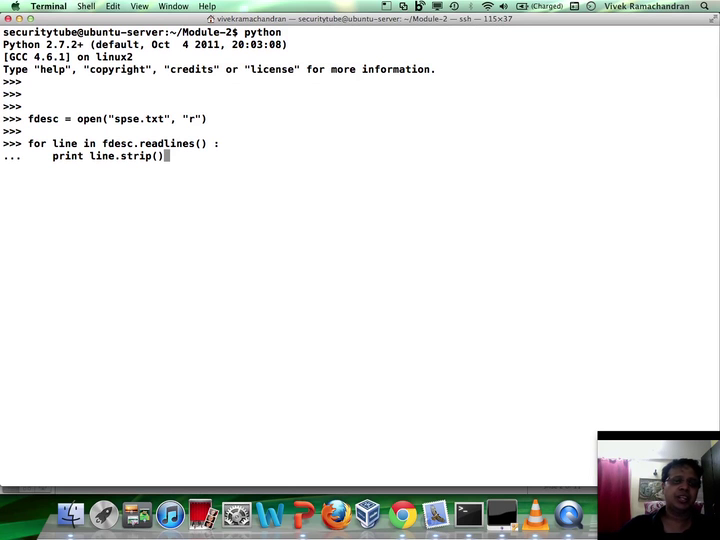 Terminal Shell Edit View Window Help (Charged) Vivek Ramachandran
vivekramachandran — securitytube@ubuntu-server: ~/Module-2 — ssh — 115×37
securitytube@ubuntu-server:~/Module-2$ python
Python 2.7.2+ (default, Oct  4 2011, 20:03:08)
[GCC 4.6.1] on linux2
Type "help", "copyright", "credits" or "license" for more information.
>>>
>>>
>>>
>>> fdesc = open("spse.txt", "r")
>>>
>>> for line in fdesc.readlines() :
...     print line.strip()